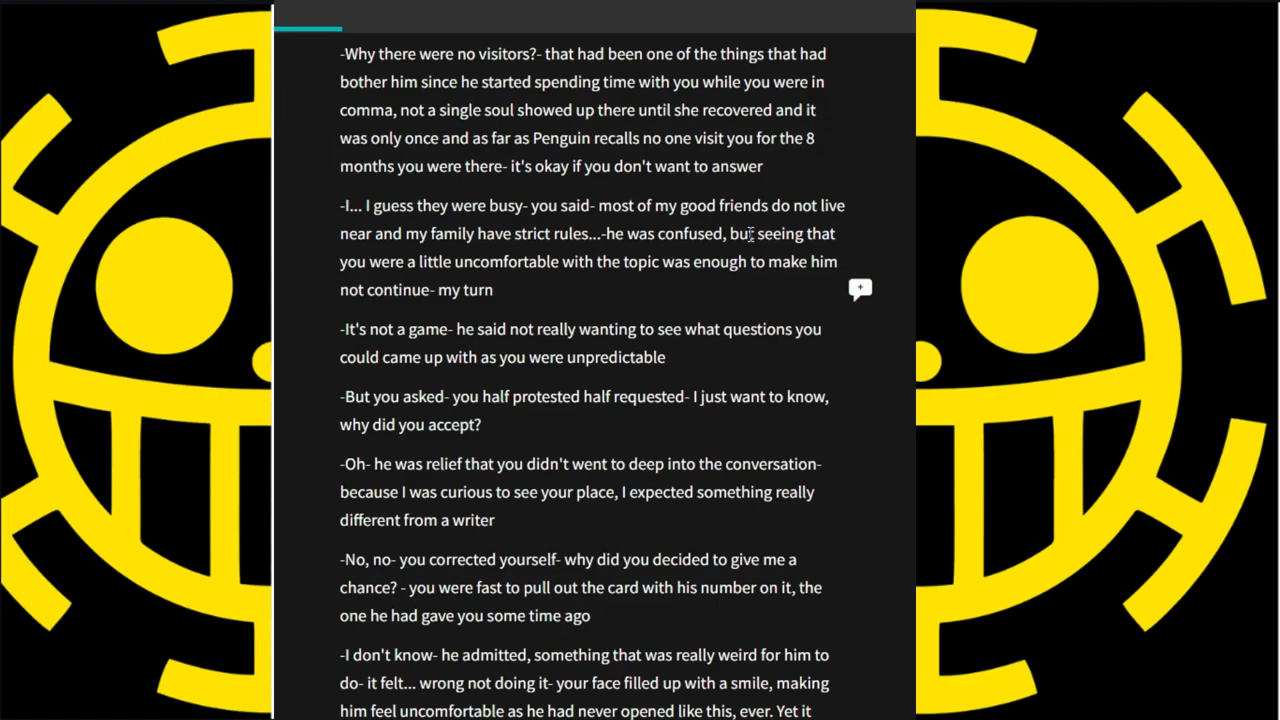 -Why there were no visitors?- that had been one of the things that had
bother him since he started spending time with you while you were in
comma, not a single soul showed up there until she recovered and it
was only once and as far as Penguin recalls no one visit you for the 8
months you were there- it's okay if you don't want to answer
-I... I guess they were busy- you said- most of my good friends do not live
near and my family have strict rules...-he was confused, but seeing that
you were a little uncomfortable with the topic was enough to make him
not continue- my turn
-It's not a game- he said not really wanting to see what questions you
could came up with as you were unpredictable
-But you asked- you half protested half requested- I just want to know,
why did you accept?
-Oh- he was relief that you didn't went to deep into the conversation-
because I was curious to see your place, I expected something really
different from a writer
-No, no- you corrected yourself- why did you decided to give me a
chance? - you were fast to pull out the card with his number on it, the
one he had gave you some time ago
-I don't know- he admitted, something that was really weird for him to
do- it felt... wrong not doing it- your face filled up with a smile, making
him feel uncomfortable as he had never opened like this, ever. Yet it